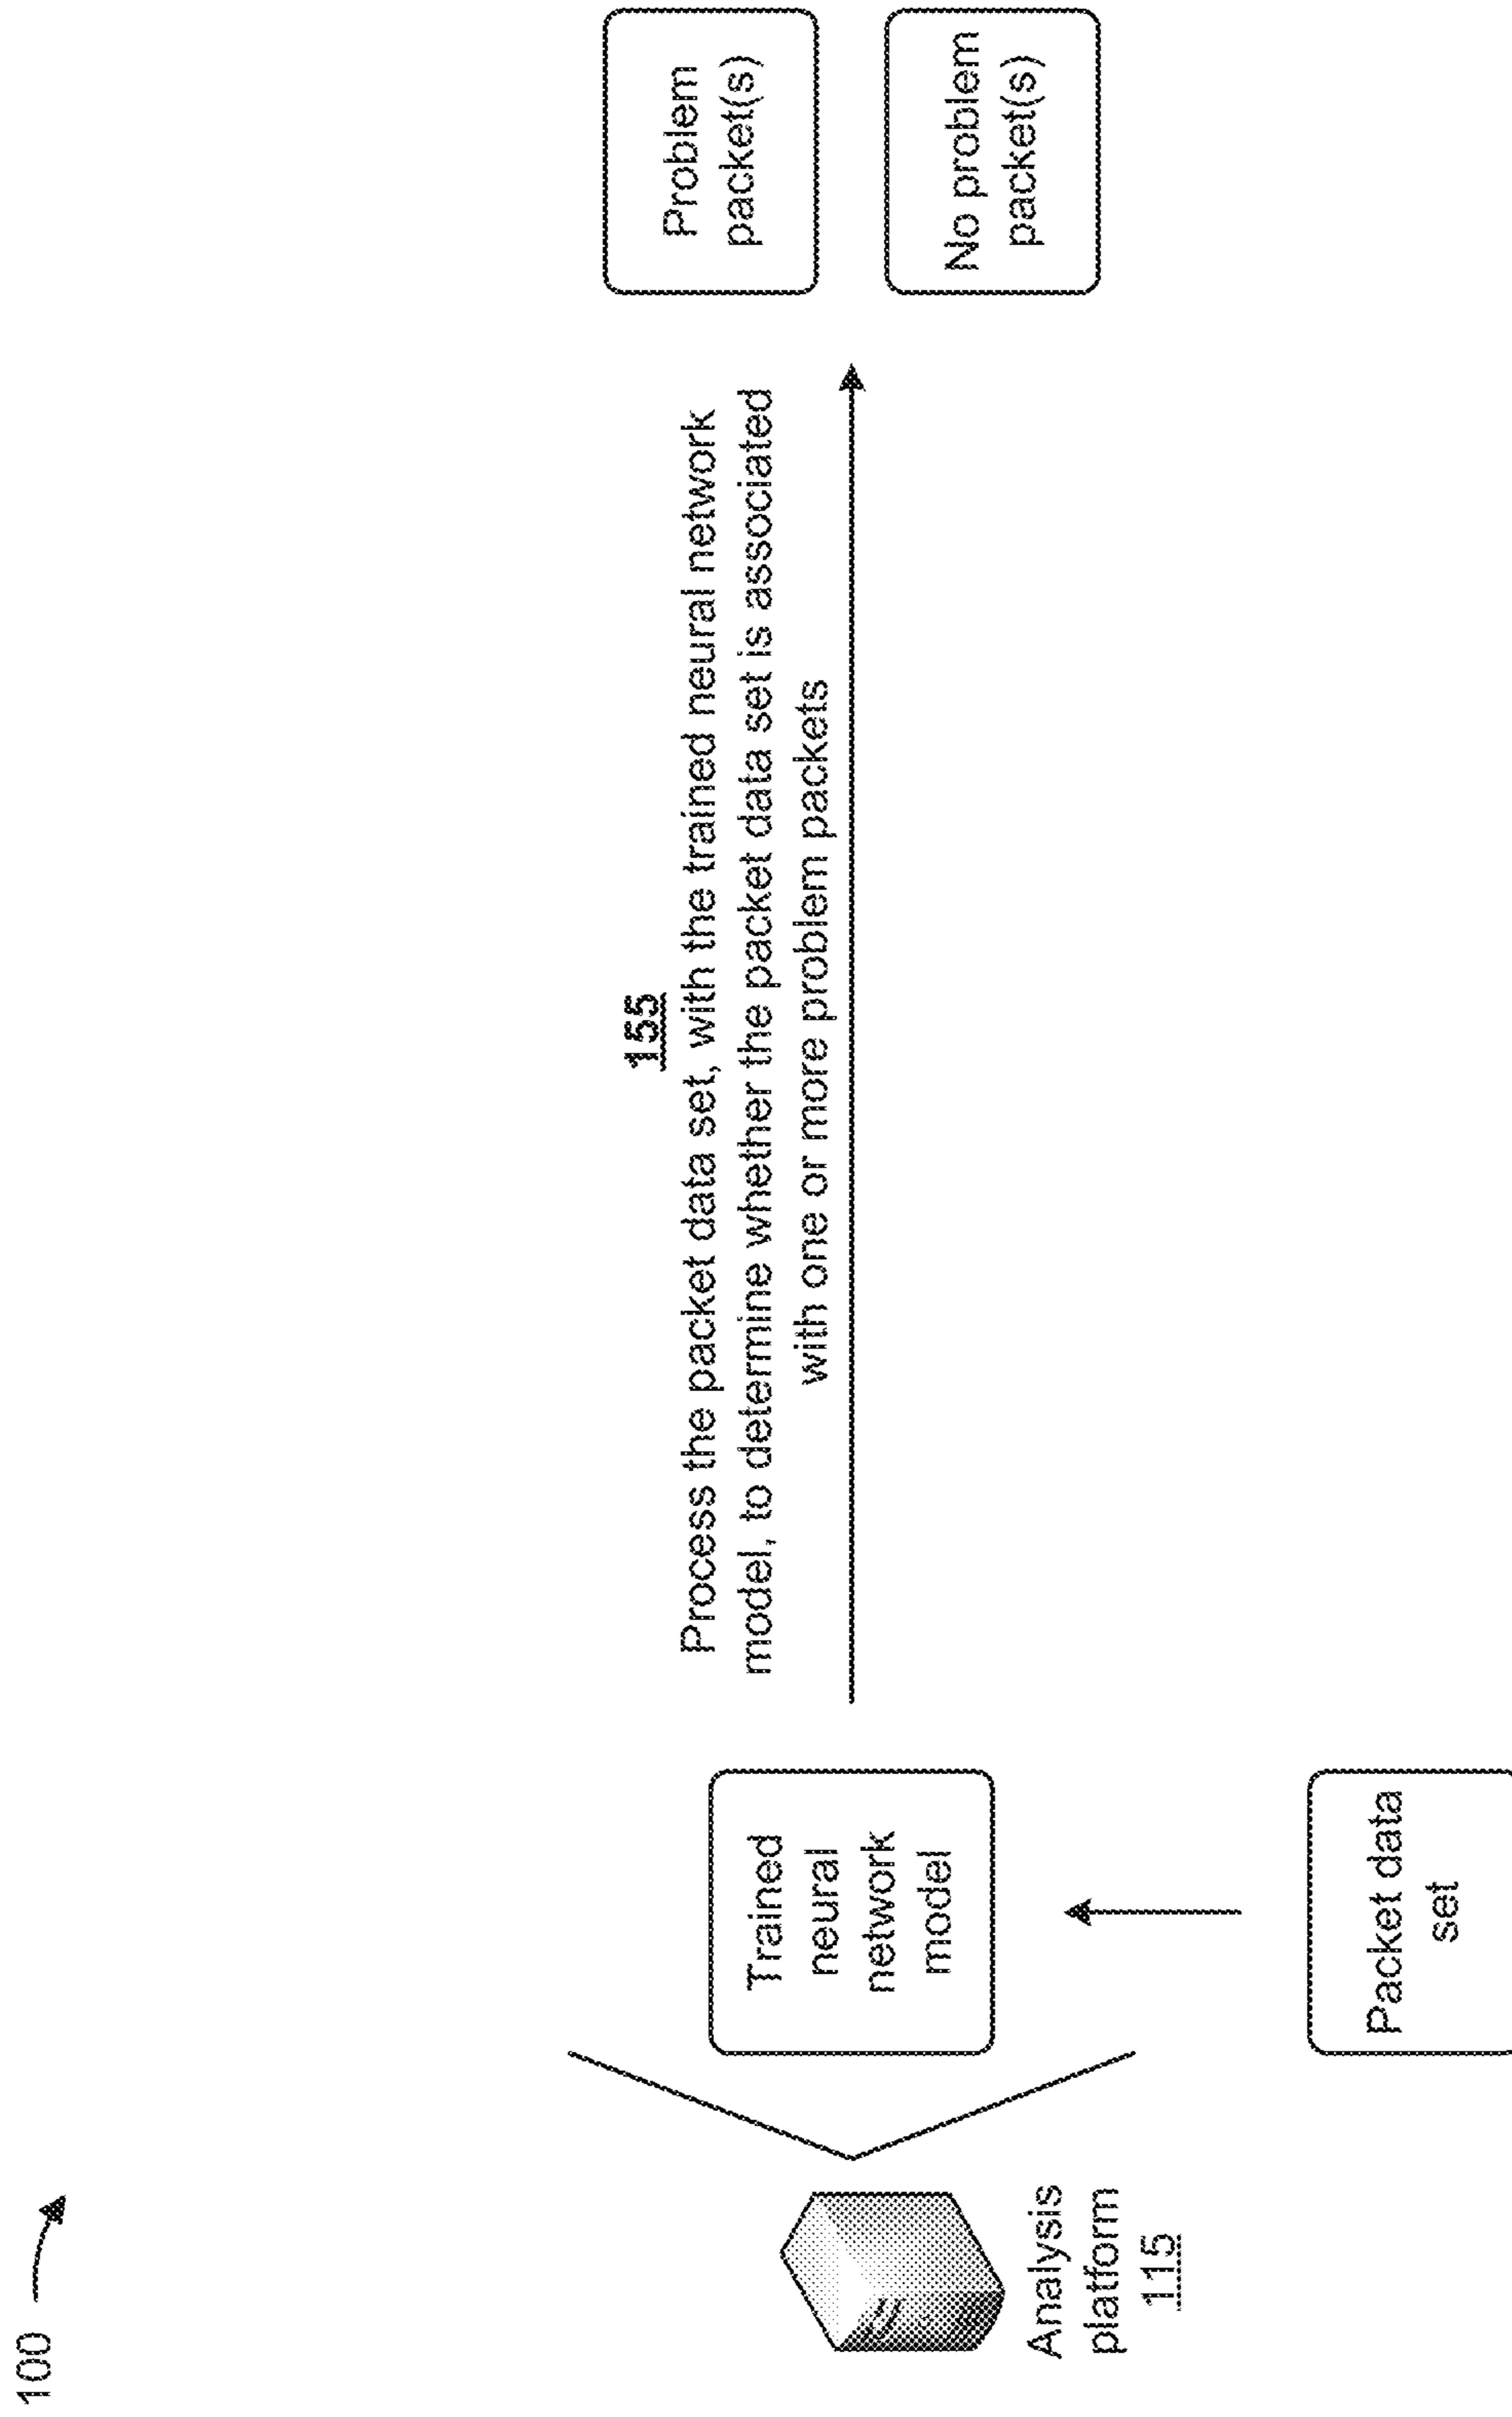 100
155
Process the packet data set, with the trained neural network
model, to determine whether the packet data set is associated
with one or more problem packets
Problem
packet(s)
No problem
packet(s)
Trained
neural
network
model
Analysis
platform
115
Packet data
set